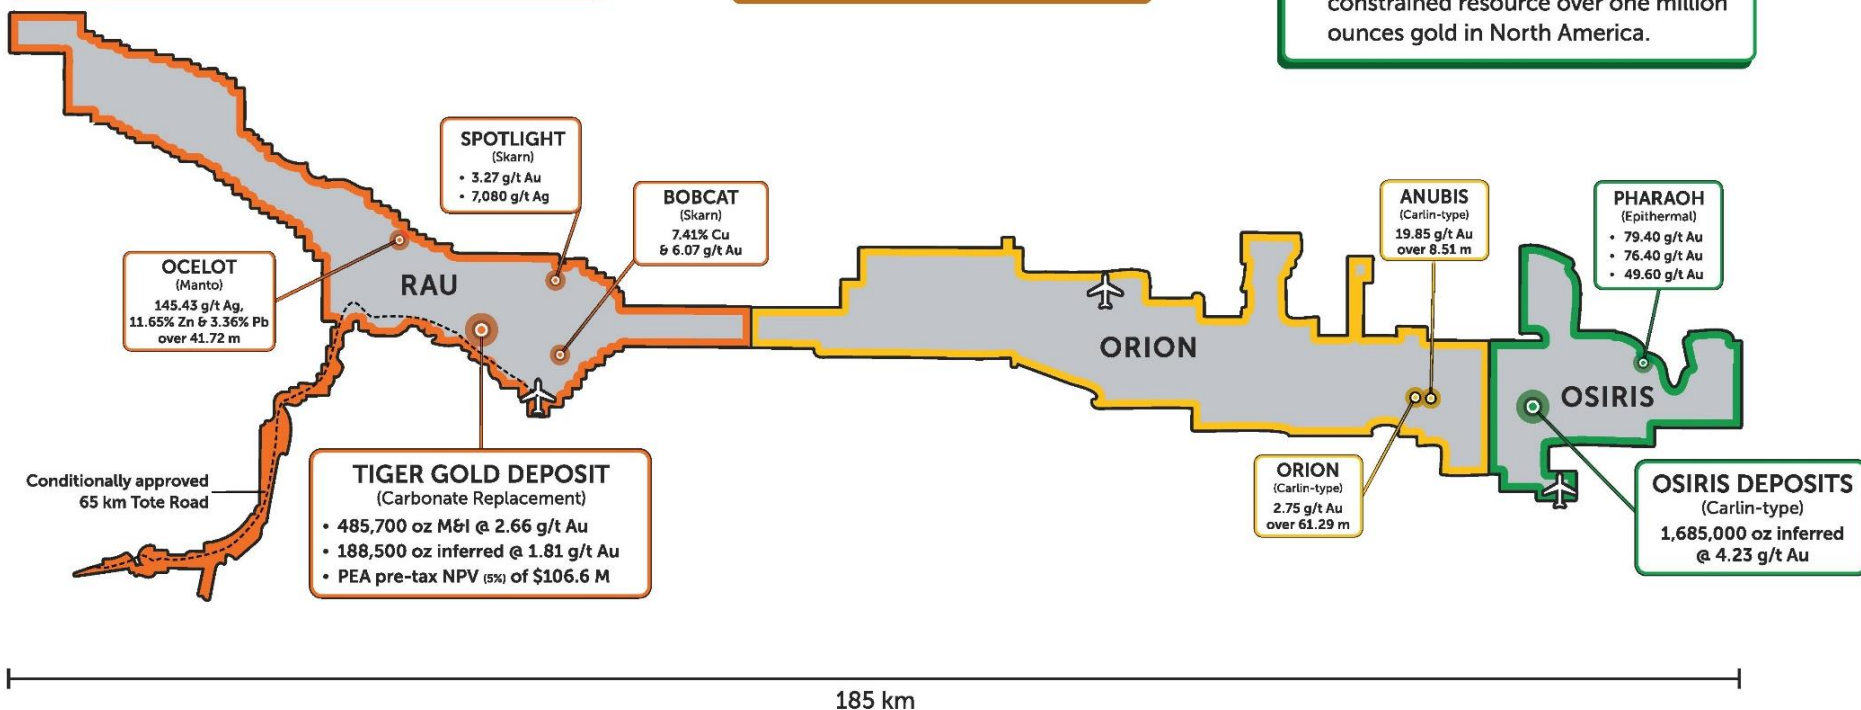 constrained resource over one million
ounces gold in North America.
SPOTLIGHT
(Skarn)
• 3.27 g/t Au
• 7,080 g/t Ag
BOBCAT
(Skarn)
7.41% Cu
& 6.07 g/t Au
ANUBIS
(Carlin-type)
19.85 g/t Au
over 8.51 m
PHARAOH
(Epithermal)
• 79.40 g/t Au
• 76.40 g/t Au
• 49.60 g/t Au
OCELOT
(Manto)
145.43 g/t Ag,
11.65% Zn & 3.36% Pb
over 41.72 m
RAU
ORION
OSIRIS
Conditionally approved
65 km Tote Road
TIGER GOLD DEPOSIT
(Carbonate Replacement)
• 485,700 oz M&I @ 2.66 g/t Au
• 188,500 oz inferred @ 1.81 g/t Au
• PEA pre-tax NPV (5%) of $106.6 M
ORION
(Carlin-type)
2.75 g/t Au
over 61.29 m
OSIRIS DEPOSITS
(Carlin-type)
1,685,000 oz inferred
@ 4.23 g/t Au
185 km